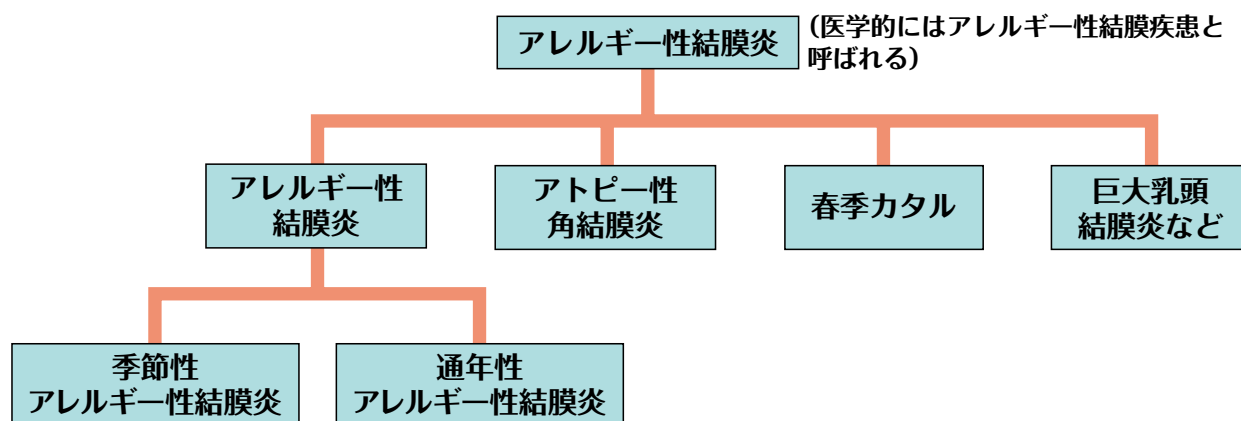 アレルギー性結膜炎
(医学的にはアレルギー性結膜疾患と
呼ばれる)
アレルギー性
結膜炎
アトピー性
角結膜炎
春季カタル
巨大乳頭
結膜炎など
季節性
アレルギー性結膜炎
通年性
アレルギー性結膜炎